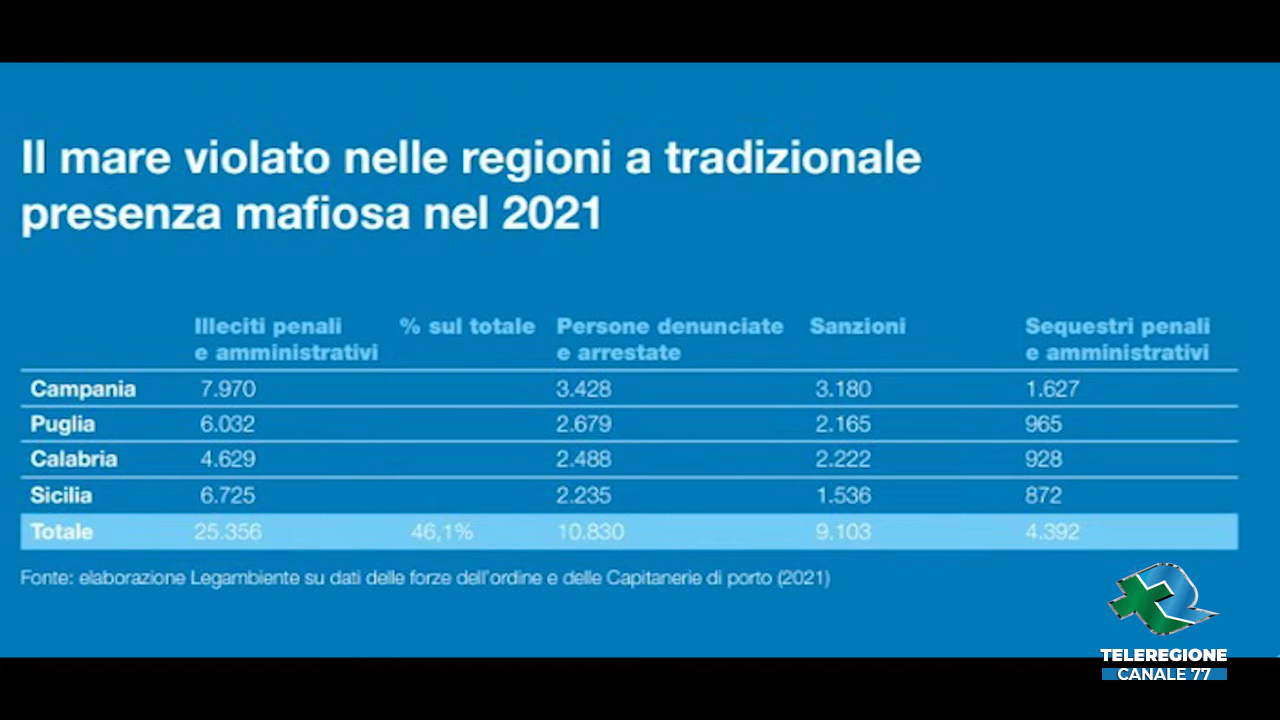 Il mare violato nelle regioni a tradizionale
presenza mafiosa nel 2021
Illeciti penali e amministrativi % sul totale Persone denunciate e arrestate Sanzioni Sequestri penali e amministrativi
Campania 7.970 3.428 3.180 1.627
Puglia 6.032 2.679 2.165 965
Calabria 4.629 2.488 2.222 928
Sicilia 6.725 2.235 1.536 872
Totale 25.356 46,1% 10.830 9.103 4.392
Fonte: elaborazione Legambiente su dati delle forze dell'ordine e delle Capitanerie di porto (2021)
TELEREGIONE
CANALE 77